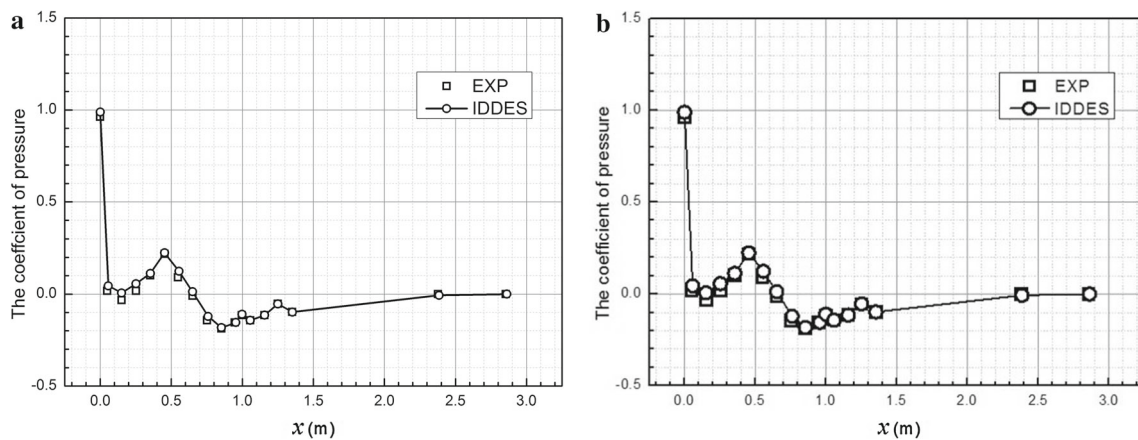 a
1.5
1.0
0.5
0.0
-0.5
The coeffcient of pressure
EXP
IDDES
0.0 0.5 1.0 1.5 2.0 2.5 3.0
x (m)
b
1.5
1.0
0.5
0.0
-0.5
The coefficient of pressure
EXP
IDDES
0.0 0.5 1.0 1.5 2.0 2.5 3.0
x (m)